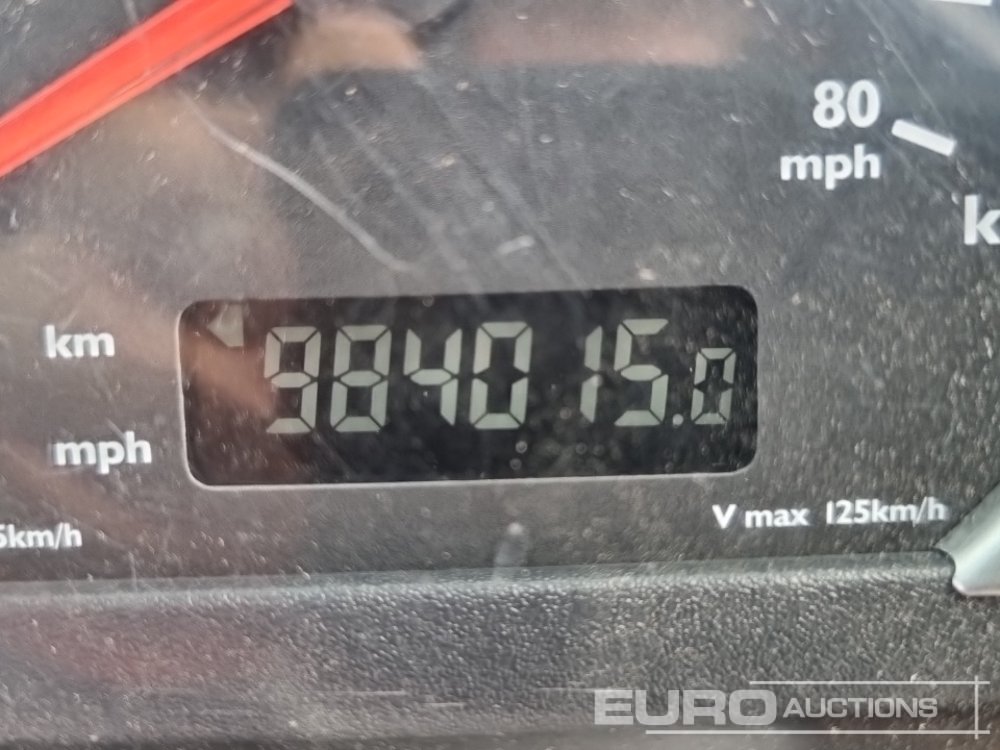 80
mph
k
km
984015.0
mph
V max 125km/h
5km/h
EURO AUCTIONS